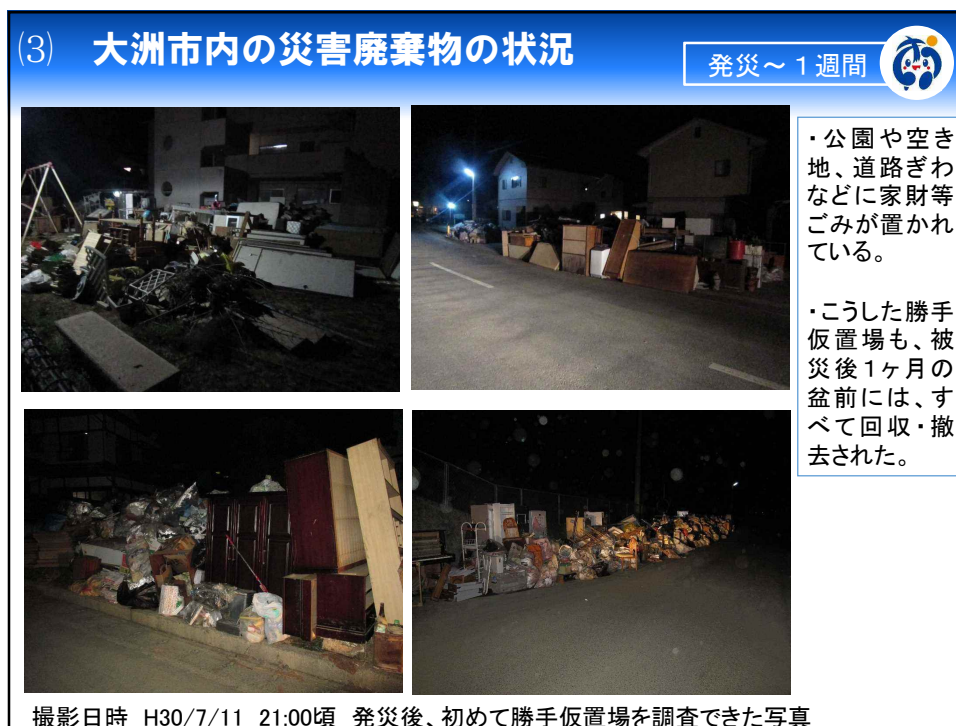 ⑶ 大洲市内の災害廃棄物の状況
発災～１週間
・公園や空き
地、道路ぎわ
などに家財等
ごみが置かれ
ている。
・こうした勝手
仮置場も、被
災後１ヶ月の
盆前には、す
べて回収・撤
去された。
撮影日時 H30/7/11 21:00頃 発災後、初めて勝手仮置場を調査できた写真